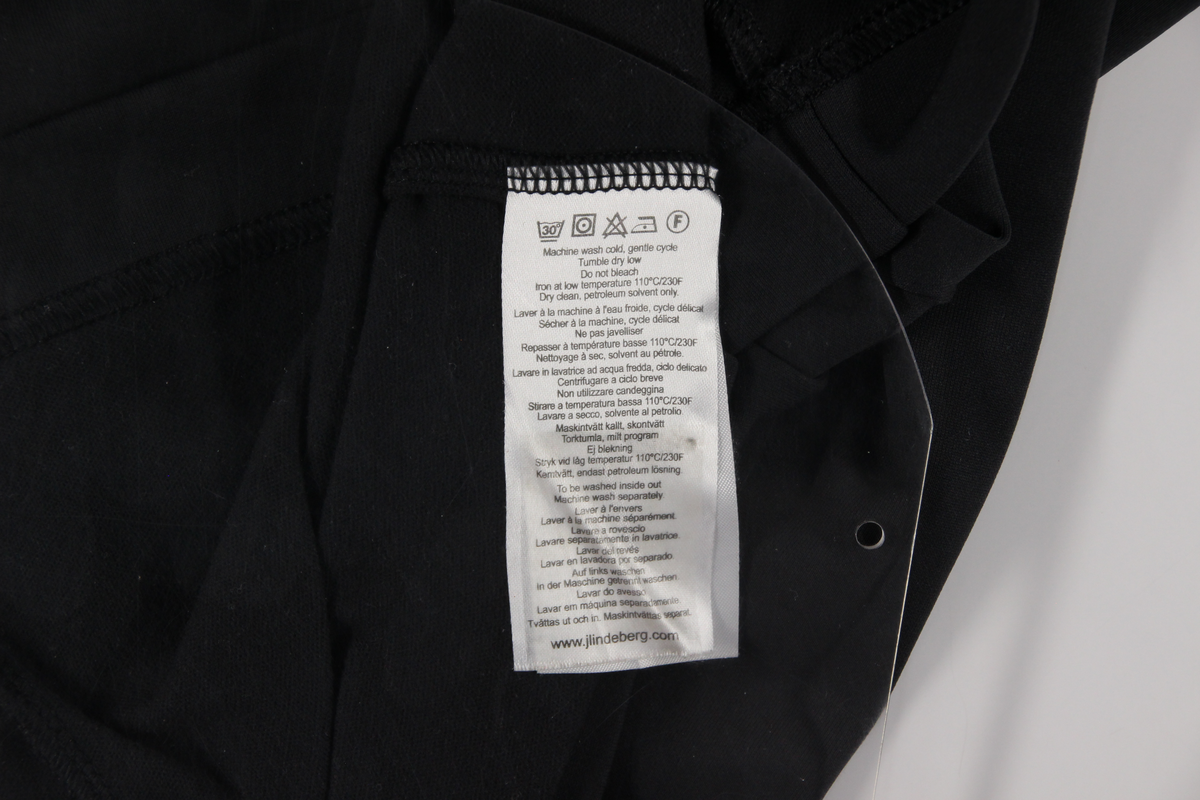 30° F
Machine wash cold, gentle cycle
Tumble dry low
Do not bleach
Iron at low temperature 110°C/230F
Dry clean, petroleum solvent only.
Laver à la machine à l'eau froide, cycle délicat
Sécher à la machine, cycle délicat
Ne pas javelliser
Repasser à température basse 110°C/230F
Nettoyage à sec, solvent au pétrole.
Lavare in lavatrice ad acqua fredda, ciclo delicato
Centrifugare a ciclo breve
Non utilizzare candeggina
Stirare a temperatura bassa 110°C/230F
Lavare a secco, solvente al petrolio
Maskintvätt kallt, skontvätt
Torktumla, milt program
Ej blekning
Stryk vid låg temperatur 110°C/230F
Kemtvätt, endast petroleum lösning.
To be washed inside out
Machine wash separately
Laver à l'envers
Laver à la machine séparément.
Lavare a rovescio
Lavare separatamente in lavatrice.
Lavar del revés
Lavar en lavadora por separado
Auf links waschen
in der Maschine getrennt waschen.
Lavar do avesso
Lavar em máquina separadamente.
Tvättas ut och in. Maskintvättas separat.
www.jlindeberg.com